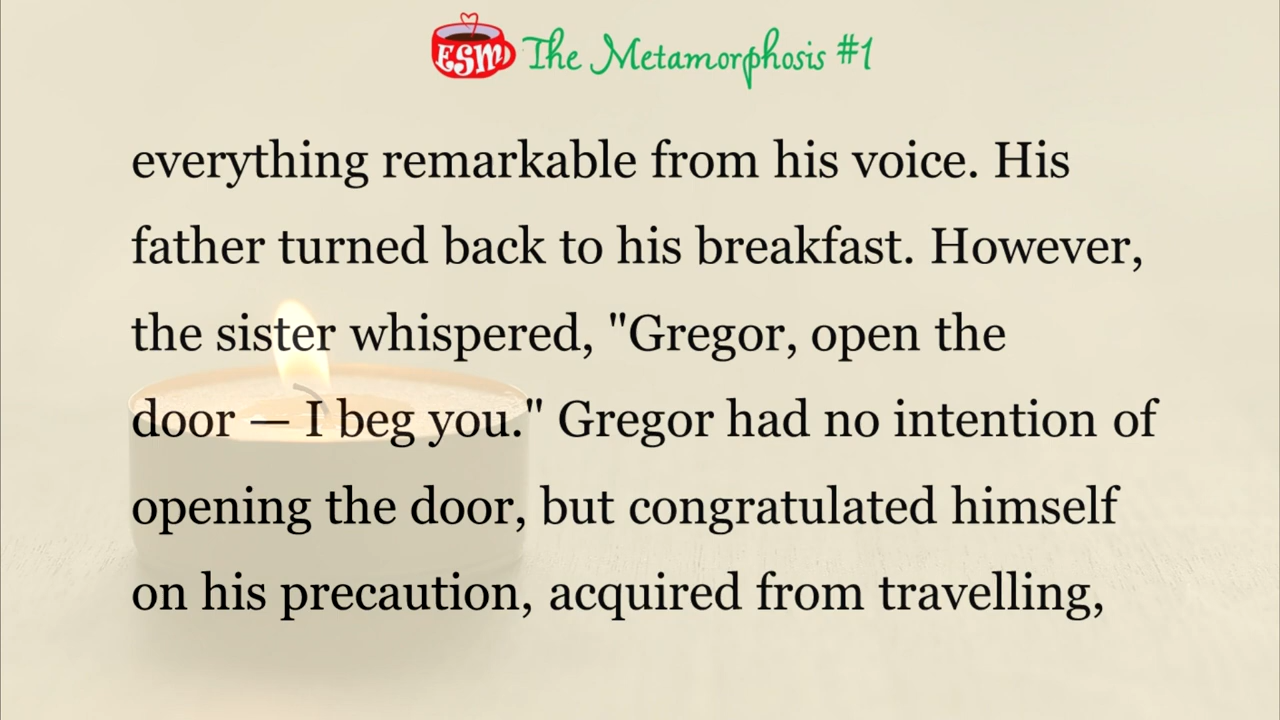 ESM The Metamorphosis #1
everything remarkable from his voice. His
father turned back to his breakfast. However,
the sister whispered, "Gregor, open the
door — I beg you." Gregor had no intention of
opening the door, but congratulated himself
on his precaution, acquired from travelling,